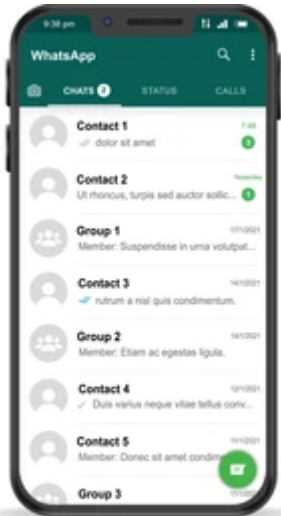 9:38 pm
WhatsApp
CHATS 2 STATUS CALLS
Contact 1 7:48
dolor sit amet 3
Contact 2 Yesterday
Ut rhoncus, turpis sed auctor sollic... 1
Group 1 17/1/2021
Member: Suspendisse in urna volutpat...
Contact 3 14/1/2021
rutrum a nisl quis condimentum.
Group 2 14/1/2021
Member: Etiam ac egestas ligula.
Contact 4 12/1/2021
Duis varius neque vitae tellus conv...
Contact 5 11/1/2021
Member: Donec sit amet condim
Group 3 11/1/2021